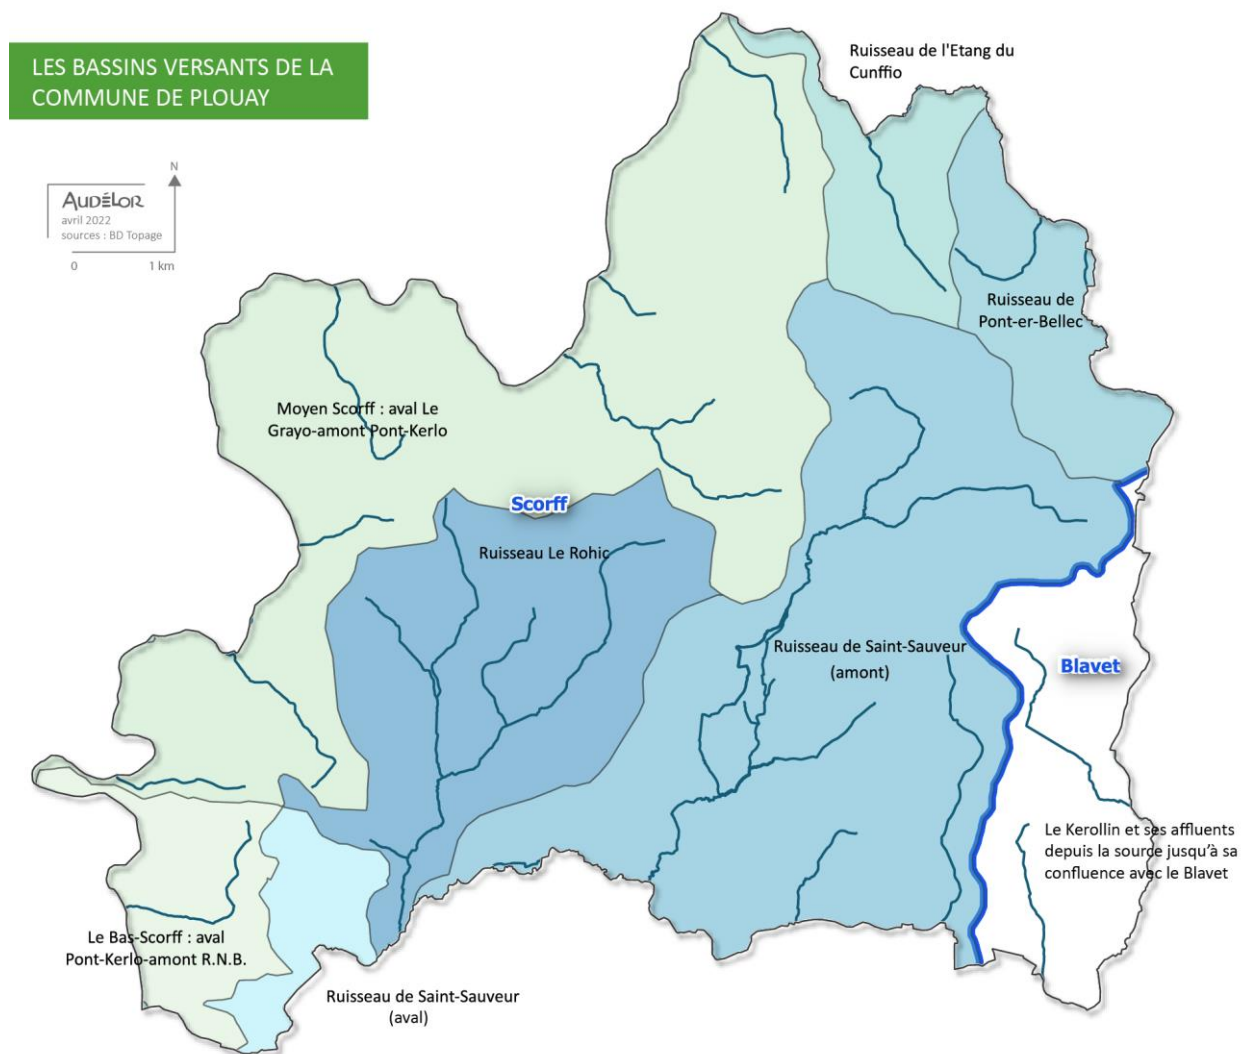 LES BASSINS VERSANTS DE LA
COMMUNE DE PLOUAY
N
AUDÉLOR
avril 2022
sources : BD Topage
0 1 km
Ruisseau de l'Etang du
Cunffio
Ruisseau de
Pont-er-Bellec
Moyen Scorff : aval Le
Grayo-amont Pont-Kerlo
Scorff
Ruisseau Le Rohic
Ruisseau de Saint-Sauveur
(amont)
Blavet
Le Kerollin et ses affluents
depuis la source jusqu'à sa
confluence avec le Blavet
Le Bas-Scorff : aval
Pont-Kerlo-amont R.N.B.
Ruisseau de Saint-Sauveur
(aval)